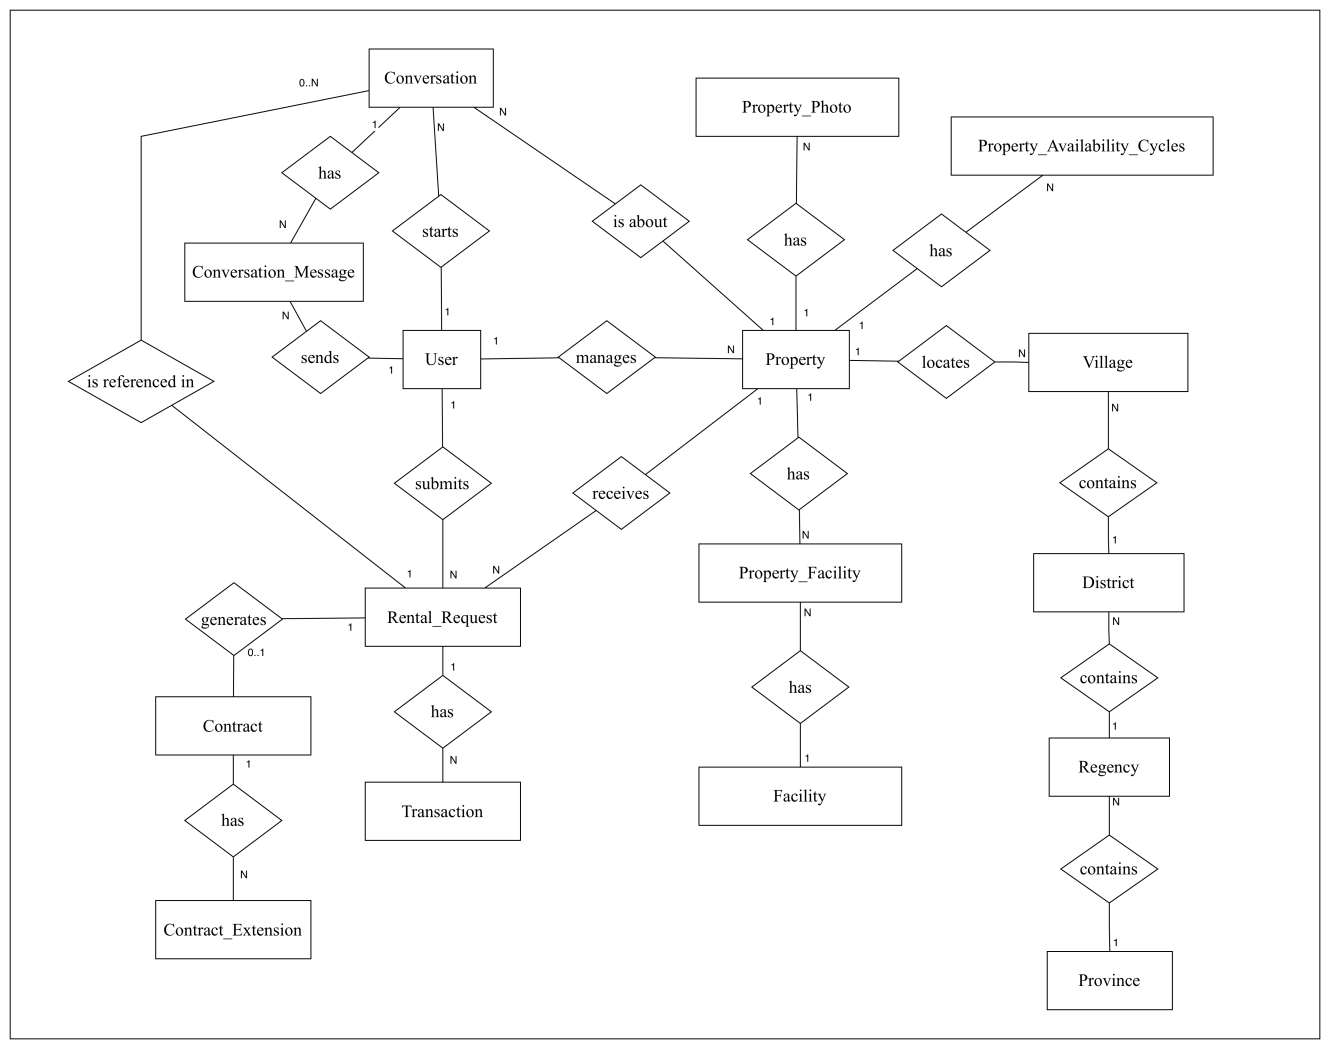 Conversation
0..N
Property_Photo
N
1
N
N
Property_Availability_Cycles
N
has
N
is about
starts
has
has
N
Conversation_Message
N
1
1
1
1
sends
1
User
1
manages
N
Property
1
locates
N
Village
is referenced in
1
1
1
N
submits
receives
has
contains
1
N
N
N
1
Rental_Request
Property_Facility
District
generates
1
0..1
1
N
N
has
has
contains
Contract
1
N
1
1
Transaction
Facility
Regency
N
has
contains
N
Contract_Extension
1
Province